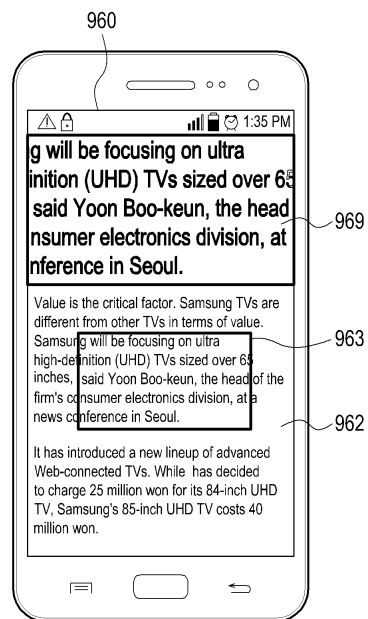 960
1:35 PM
g will be focusing on ultra
inition (UHD) TVs sized over 65
said Yoon Boo-keun, the head
nsumer electronics division, at
nference in Seoul.
969
Value is the critical factor. Samsung TVs are
different from other TVs in terms of value.
Samsung will be focusing on ultra
high-definition (UHD) TVs sized over 65
inches, said Yoon Boo-keun, the head of the
firm's consumer electronics division, at a
news conference in Seoul.
963
962
It has introduced a new lineup of advanced
Web-connected TVs. While has decided
to charge 25 million won for its 84-inch UHD
TV, Samsung's 85-inch UHD TV costs 40
million won.